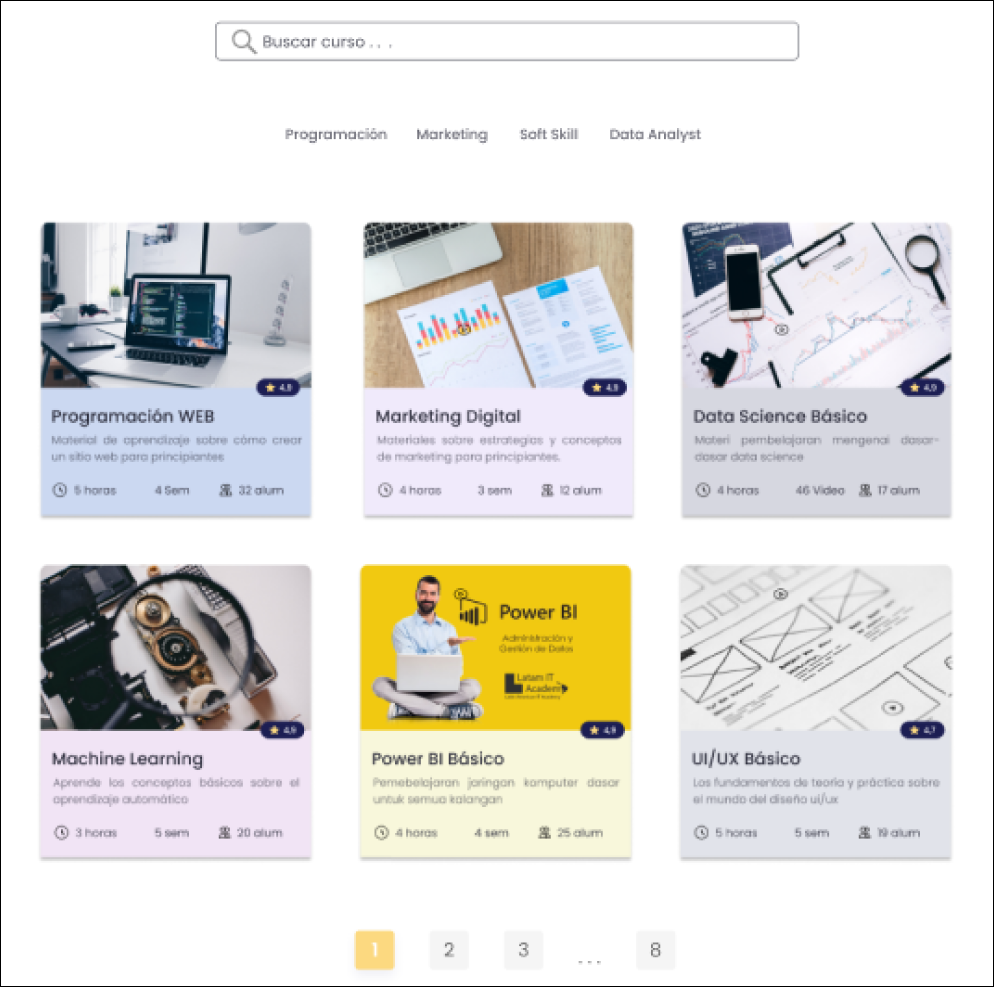 Buscar curso . . .
Programación Marketing Soft Skill Data Analyst
4,9
Programación WEB
Material de aprendizaje sobre cómo crear
un sitio web para principiantes
5 horas 4 Sem 32 alum
4,9
Marketing Digital
Materiales sobre estrategias y conceptos
de marketing para principiantes.
4 horas 3 sem 12 alum
4,9
Data Science Básico
Materi pembelajaran mengenai dasar-
dasar data science
4 horas 46 Video 17 alum
4,9
Machine Learning
Aprende los conceptos básicos sobre el
aprendizaje automático
3 horas 5 sem 20 alum
Power BI
Administración y
Gestión de Datos
Latam IT
Academy
4,9
Power BI Básico
Pemebelajaran jaringan komputer dasar
untuk semua kalangan
4 horas 4 sem 25 alum
4,7
UI/UX Básico
Los fundamentos de teoría y práctica sobre
el mundo del diseño ui/ux
5 horas 5 sem 19 alum
1 2 3 ... 8